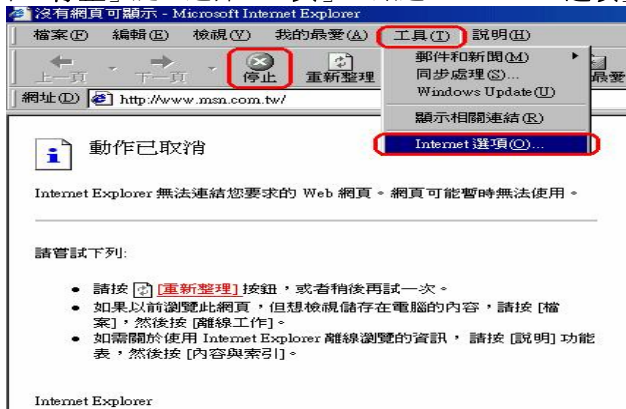 沒有網頁可顯示 - Microsoft Internet Explorer
檔案(F) 編輯(E) 檢視(V) 我的最愛(A) 工具(T) 說明(H)
上一頁 下一頁 停止 重新整理 最愛
郵件和新聞(M)
同步處理(S)...
Windows Update(U)
顯示相關連結(R)
Internet 選項(O)...
網址(D) http://www.msn.com.tw/
動作已取消
Internet Explorer 無法連結您要求的 Web 網頁。網頁可能暫時無法使用。
請嘗試下列:
請按 [重新整理] 按鈕,或者稍後再試一次。
如果以前瀏覽此網頁,但想檢視儲存在電腦的內容,請按 [檔
案],然後按 [離線工作]。
如需關於使用 Internet Explorer 離線瀏覽的資訊, 請按 [說明] 功能
表,然後按 [內容與索引]。
Internet Explorer